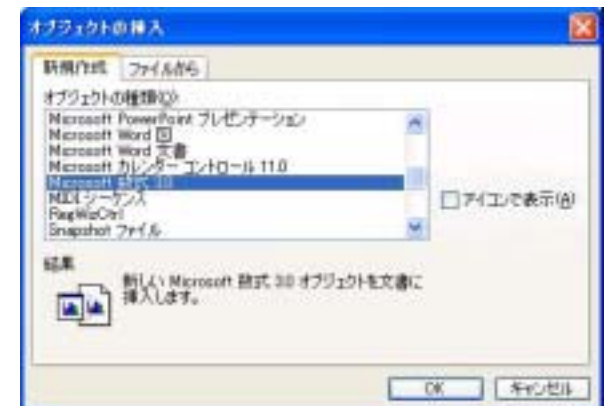 オブジェクトの挿入
新規作成 ファイルから
オブジェクトの種類(O):
Microsoft PowerPoint プレゼンテーション
Microsoft Word 図
Microsoft Word 文書
Microsoft カレンダー コントロール 11.0
Microsoft 数式 3.0
MIDI シーケンス
RegWizCtrl
Snapshot ファイル
アイコンで表示(A)
結果
新しい Microsoft 数式 3.0 オブジェクトを文書に
挿入します。
OK キャンセル